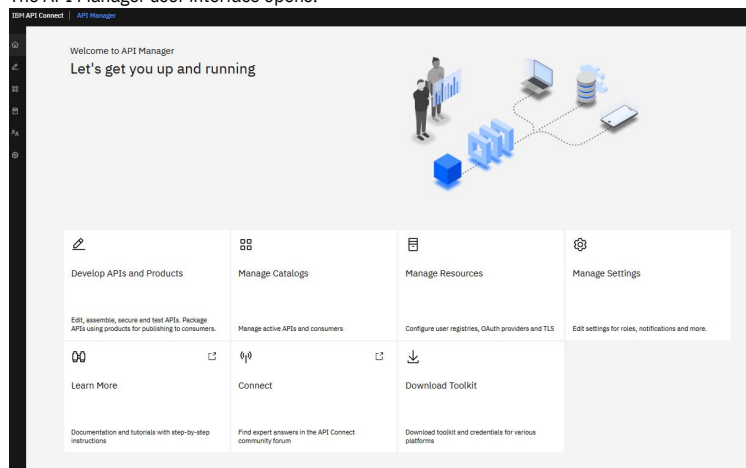 The API Manager user interface opens.
IBM API Connect | API Manager
Welcome to API Manager
Let's get you up and running
Develop APIs and Products
Edit, assemble, secure and test APIs. Package
APIs using products for publishing to consumers.
Manage Catalogs
Manage active APIs and consumers
Manage Resources
Configure user registries, OAuth providers and TLS
Manage Settings
Edit settings for roles, notifications and more.
Learn More
Documentation and tutorials with step-by-step
instructions
Connect
Find expert answers in the API Connect
community forum
Download Toolkit
Download toolkit and credentials for various
platforms